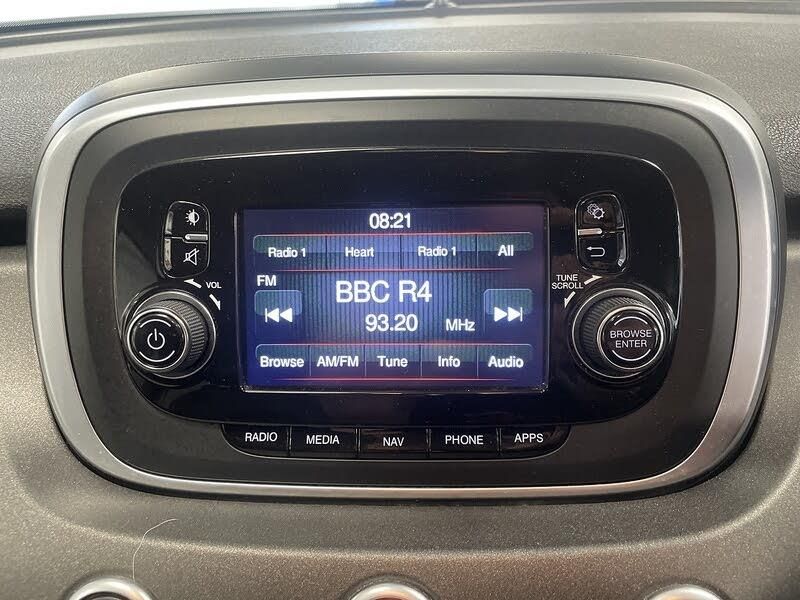 08:21
Radio 1 Heart Radio 1 All
FM
BBC R4
93.20 MHz
Browse AM/FM Tune Info Audio
VOL
TUNE
SCROLL
BROWSE
ENTER
RADIO MEDIA NAV PHONE APPS